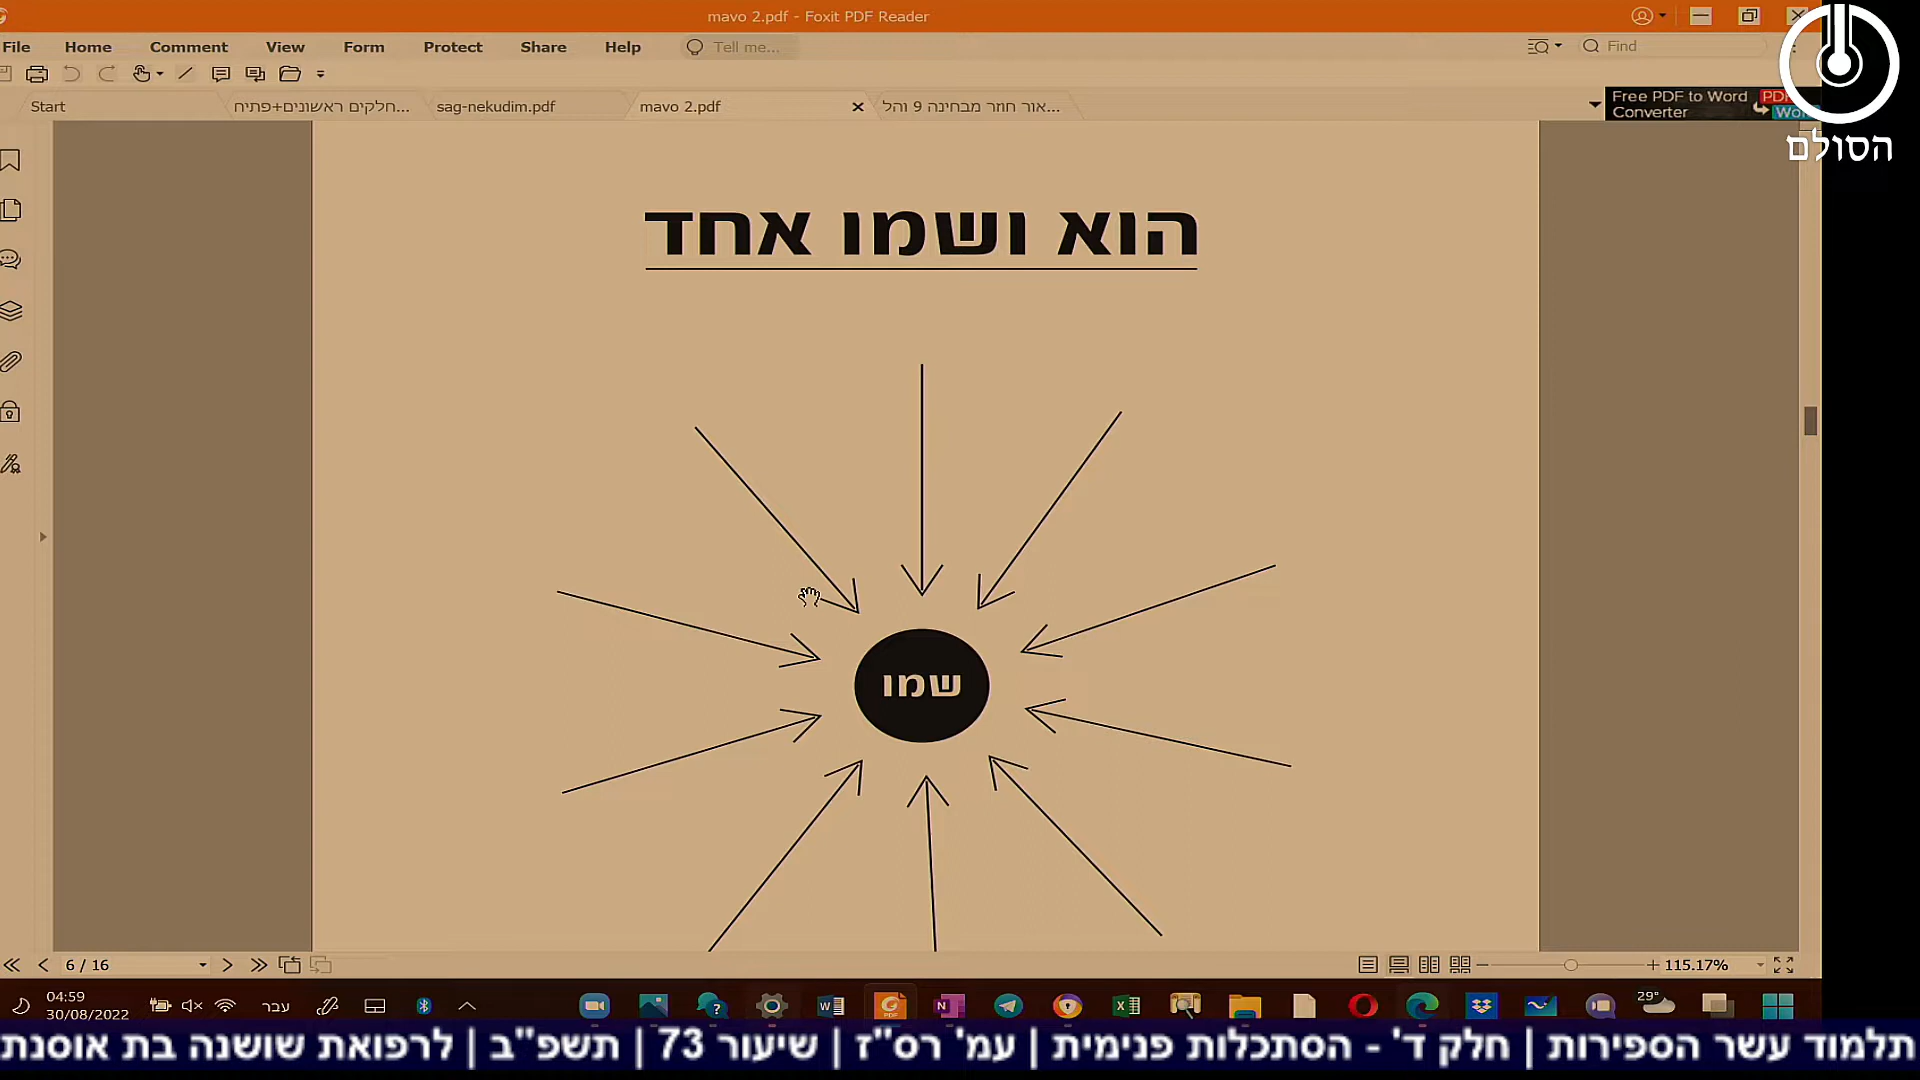 mavo 2.pdf - Foxit PDF Reader
File Home Comment View Form Protect Share Help Tell me... Find
Start חלקים ראשונים+פתיח... sag-nekudim.pdf mavo 2.pdf אור חוזר מבחינה 9 והל...
Free PDF to Word
Converter
הסולם
הוא ושמו אחד
שמו
6 / 16
115.17%
04:59
30/08/2022
עבר
29°
תלמוד עשר הספירות | חלק ד' - הסתכלות פנימית | עמ' רס"ז | שיעור 73 | תשפ"ב | לרפואת שושנה בת אוסנת